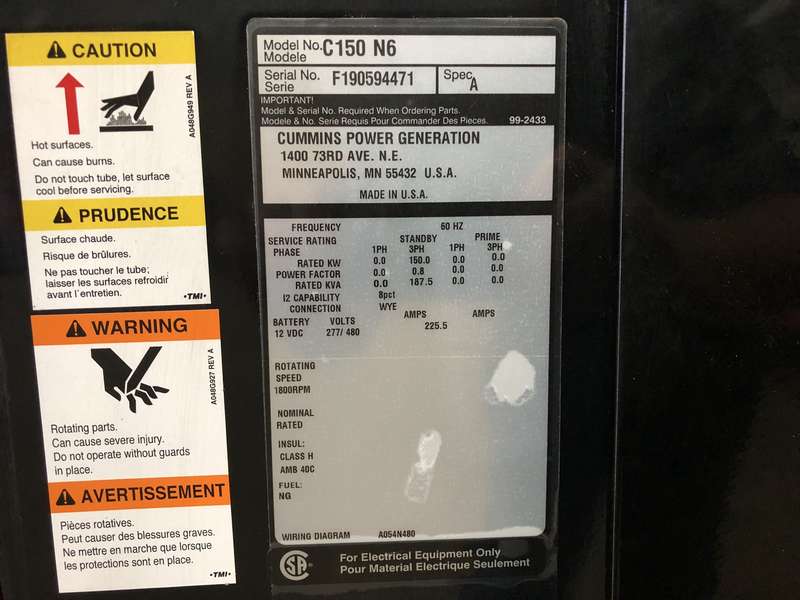 CAUTION
A048G949 REV A
Hot surfaces.
Can cause burns.
Do not touch tube, let surface
cool before servicing.
PRUDENCE
Surface chaude.
Risque de brûlures.
Ne pas toucher le tube;
laisser les surfaces refroidir
avant l'entretien.
•TMI•
WARNING
A048G927 REV A
Rotating parts.
Can cause severe injury.
Do not operate without guards
in place.
AVERTISSEMENT
Pièces rotatives.
Peut causer des blessures graves.
Ne mettre en marche que lorsque
les protections sont en place.
•TMI•
Model No. C150 N6
Modele
Serial No. F190594471 Spec
Serie A
IMPORTANT!
Model & Serial No. Required When Ordering Parts.
Modele & No. Serie Requis Pour Commander Des Pieces. 99-2433
CUMMINS POWER GENERATION
1400 73RD AVE. N.E.
MINNEAPOLIS, MN 55432 U.S.A.
MADE IN U.S.A.
FREQUENCY 60 HZ
SERVICE RATING STANDBY PRIME
PHASE 1PH 3PH 1PH 3PH
RATED KW 0.0 150.0 0.0 0.0
POWER FACTOR 0.0 0.8 0.0 0.0
RATED KVA 0.0 187.5 0.0 0.0
I2 CAPABILITY 8pct
CONNECTION WYE
BATTERY VOLTS AMPS AMPS
12 VDC 277/ 480 225.5
ROTATING
SPEED
1800RPM
NOMINAL
RATED
INSUL:
CLASS H
AMB 40C
FUEL:
NG
WIRING DIAGRAM A054N480
SA
For Electrical Equipment Only
Pour Material Electrique Seulement